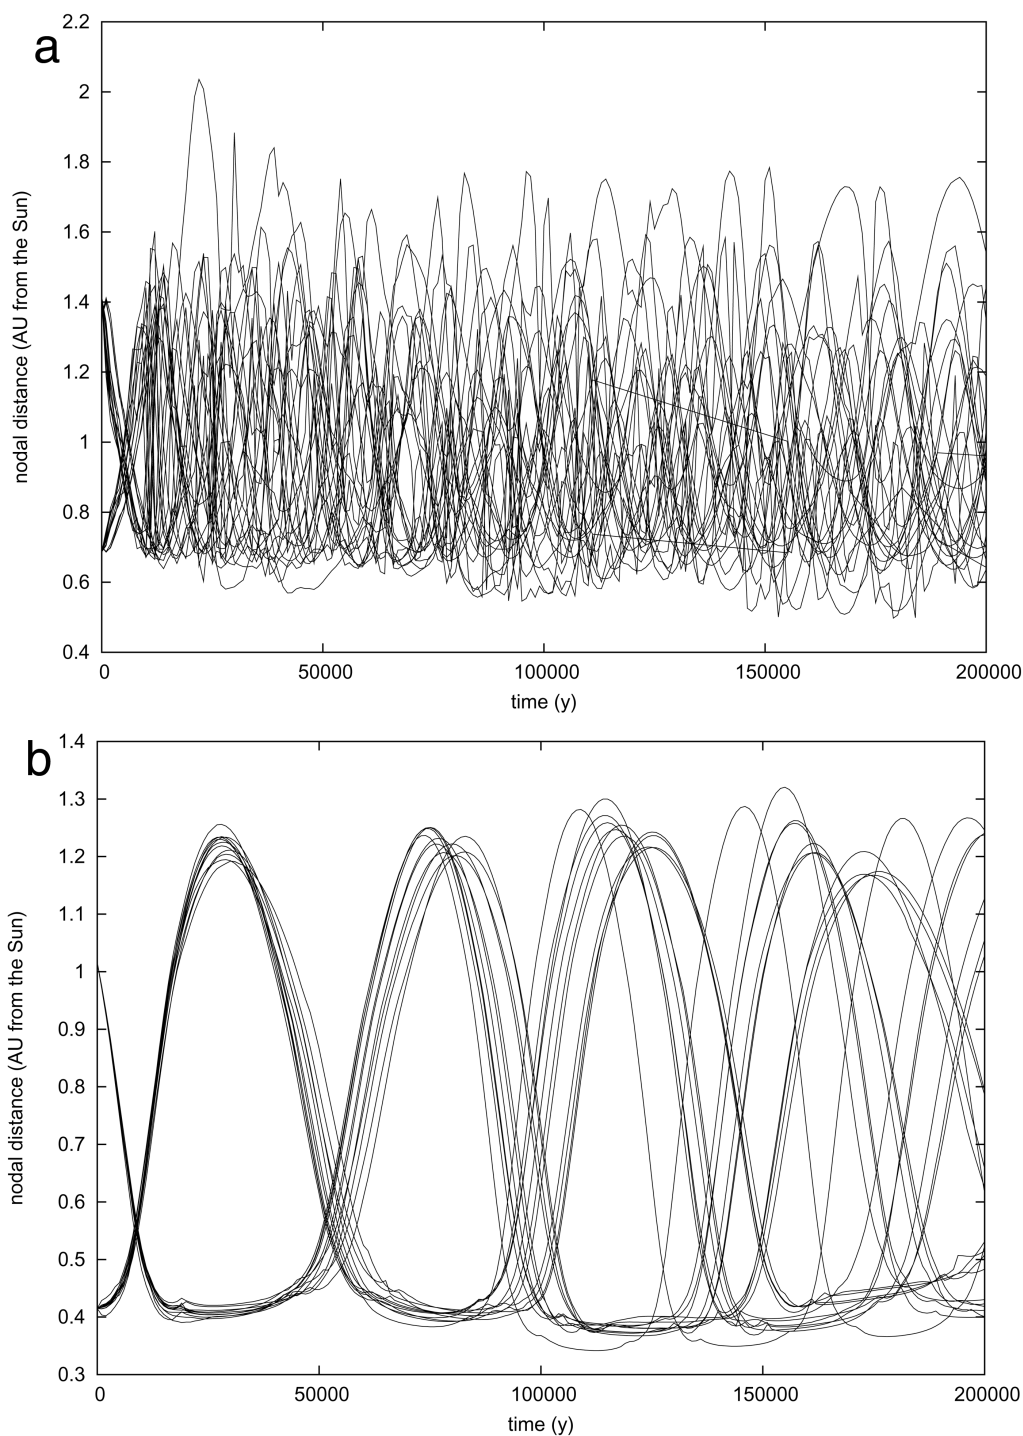 a
2.2
2
1.8
1.6
1.4
1.2
1
0.8
0.6
0.4
nodal distance (AU from the Sun)
0 50000 100000 150000 200000
time (y)
b
1.4
1.3
1.2
1.1
1
0.9
0.8
0.7
0.6
0.5
0.4
0.3
nodal distance (AU from the Sun)
0 50000 100000 150000 200000
time (y)